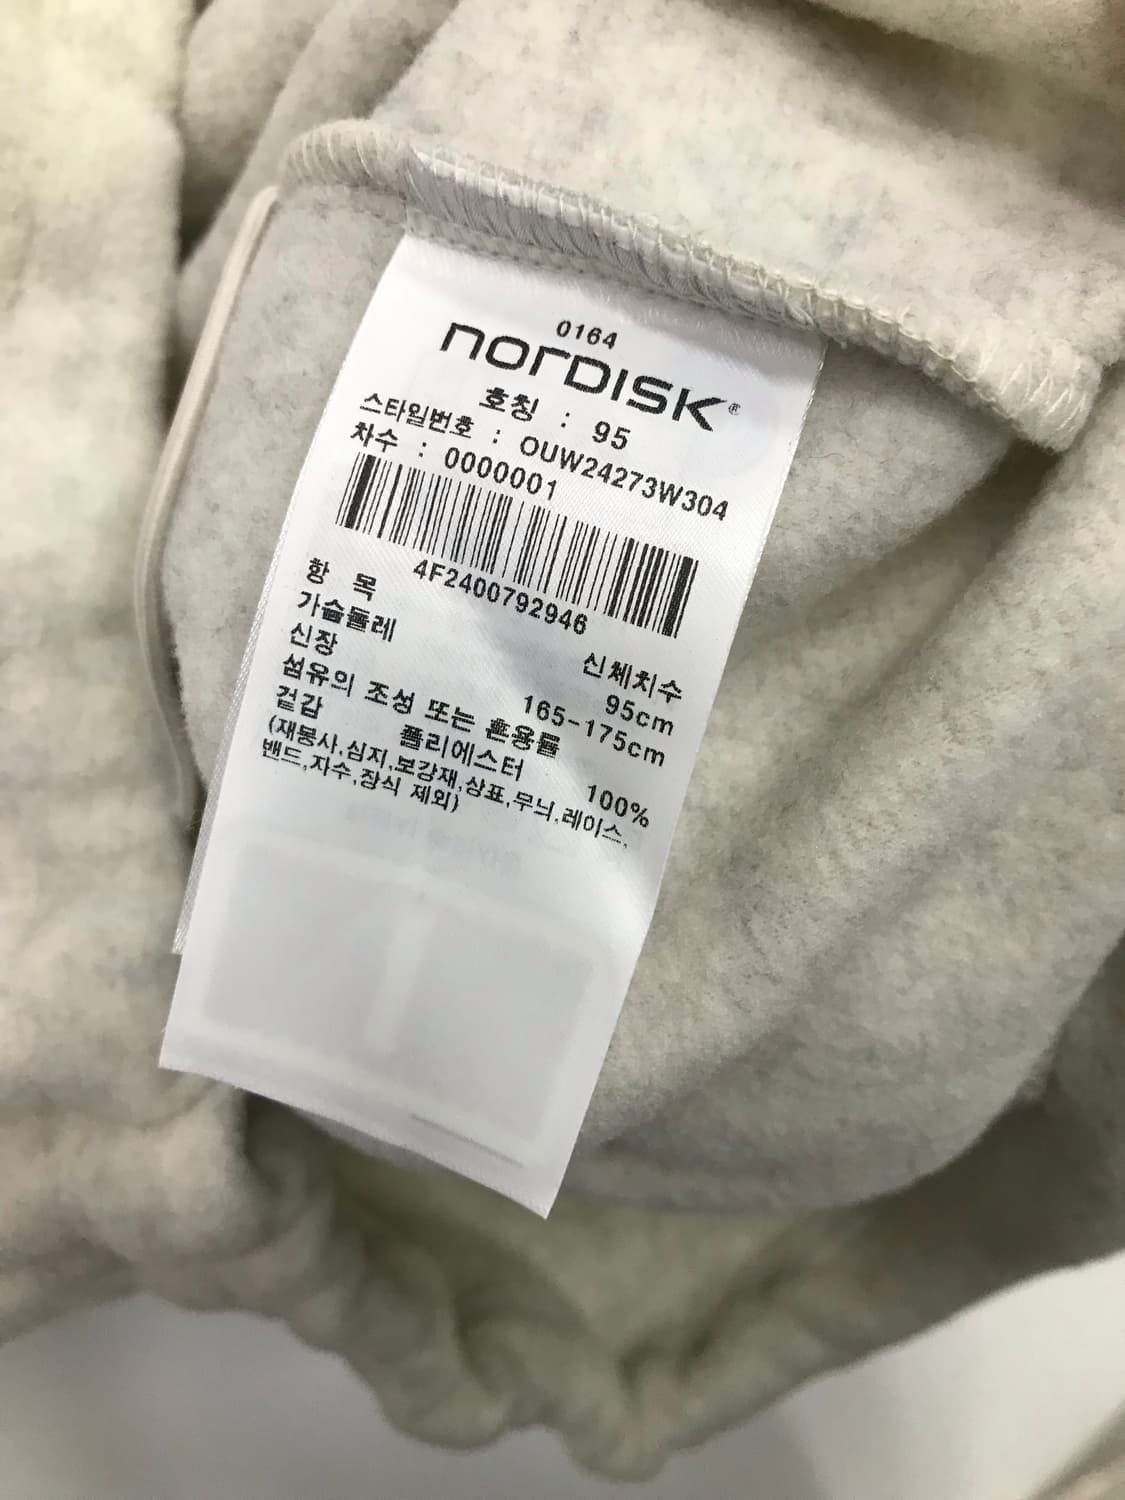 0164
norDISK®
호칭 : 95
스타일번호 : OUW24273W304
차수 : 0000001
4F2400792946
항 목 신체치수
가슴둘레 95cm
신장 165-175cm
섬유의 조성 또는 혼용률
겉감 폴리에스터 100%
(재봉사,심지,보강재,상표,무늬,레이스,
밴드,자수,장식 제외)